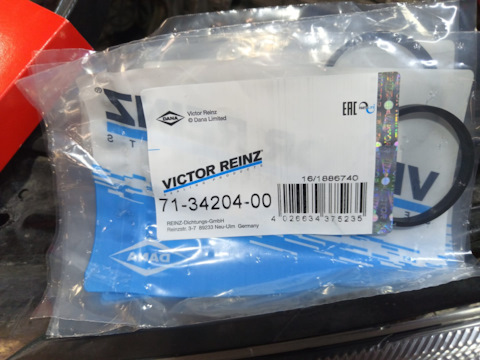 DANA
Victor Reinz
© Dana Limited
EAC
VICTOR REINZ
16/1886740
71-34204-00
REINZ-Dichtungs-GmbH
Reinzstr. 3-7 89233 Neu-Ulm, Germany
4 026634 375235
DANA